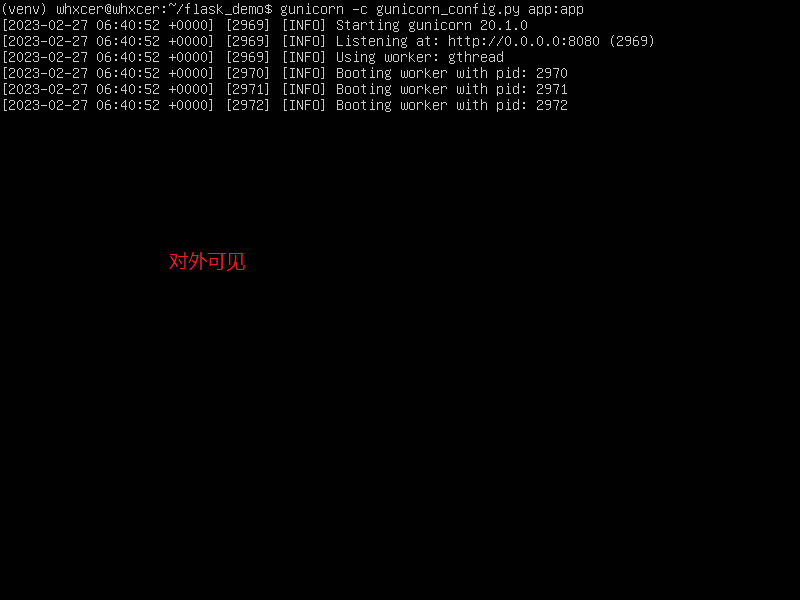 (venv) whxcer@whxcer:~/flask_demo$ gunicorn -c gunicorn_config.py app:app
[2023-02-27 06:40:52 +0000] [2969] [INFO] Starting gunicorn 20.1.0
[2023-02-27 06:40:52 +0000] [2969] [INFO] Listening at: http://0.0.0.0:8080 (2969)
[2023-02-27 06:40:52 +0000] [2969] [INFO] Using worker: gthread
[2023-02-27 06:40:52 +0000] [2970] [INFO] Booting worker with pid: 2970
[2023-02-27 06:40:52 +0000] [2971] [INFO] Booting worker with pid: 2971
[2023-02-27 06:40:52 +0000] [2972] [INFO] Booting worker with pid: 2972
对外可见